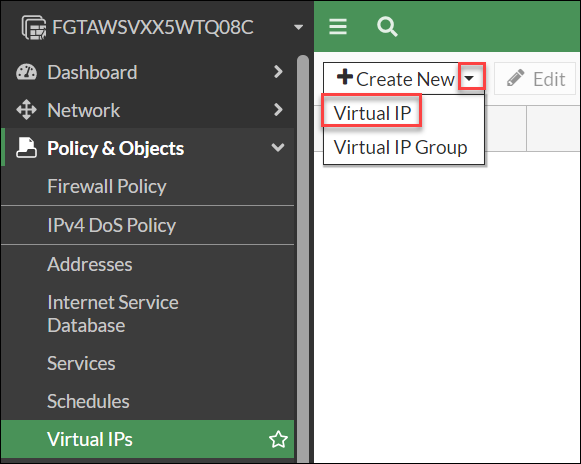 FGTAWSVXX5WTQ08C
Dashboard
Network
Policy & Objects
Firewall Policy
IPv4 DoS Policy
Addresses
Internet Service
Database
Services
Schedules
Virtual IPs
Create New
Edit
Virtual IP
Virtual IP Group